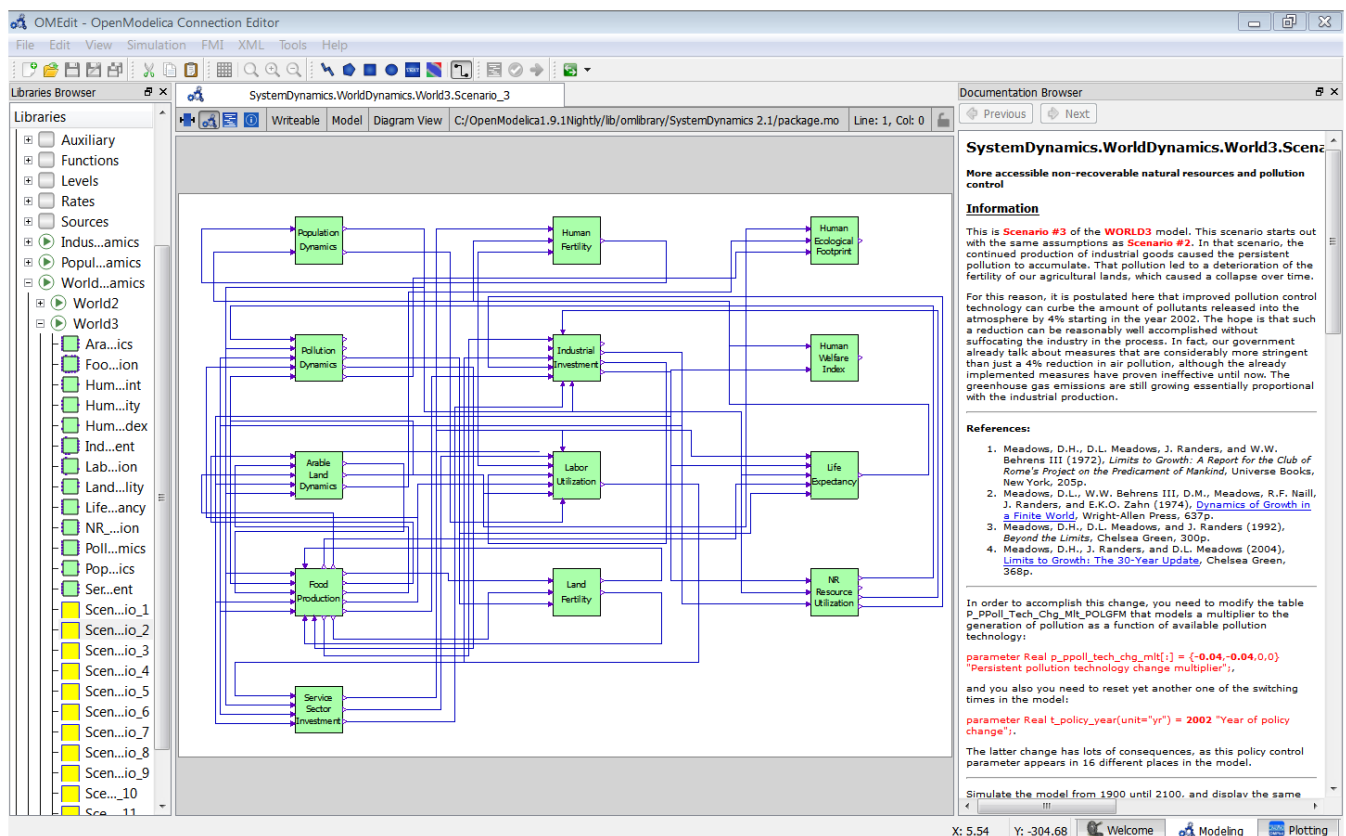 OMEdit - OpenModelica Connection Editor
File Edit View Simulation FMI XML Tools Help
TEXT
Libraries Browser
Libraries
Auxiliary
Functions
Levels
Rates
Sources
Indus...amics
Popul...amics
World...amics
World2
World3
Ara...ics
Foo...ion
Hum...int
Hum...ity
Hum...dex
Ind...ent
Lab...ion
Land...lity
Life...ancy
NR_...ion
Poll...mics
Pop...ics
Ser...ent
Scen...io_1
Scen...io_2
Scen...io_3
Scen...io_4
Scen...io_5
Scen...io_6
Scen...io_7
Scen...io_8
Scen...io_9
Sce..._10
Sce... 11
SystemDynamics.WorldDynamics.World3.Scenario_3
Writeable Model Diagram View C:/OpenModelica1.9.1Nightly/lib/omlibrary/SystemDynamics 2.1/package.mo Line: 1, Col: 0
Population
Dynamics
Human
Fertility
Human
Ecological
Footprint
Pollution
Dynamics
Industrial
Investment
Human
Welfare
Index
Arable
Land
Dynamics
Labor
Utilization
Life
Expectancy
Food
Production
Land
Fertility
NR
Resource
Utilization
Service
Sector
Investment
Documentation Browser
Previous Next
SystemDynamics.WorldDynamics.World3.Scena
More accessible non-recoverable natural resources and pollution
control
Information
This is Scenario #3 of the WORLD3 model. This scenario starts out
with the same assumptions as Scenario #2. In that scenario, the
continued production of industrial goods caused the persistent
pollution to accumulate. That pollution led to a deterioration of the
fertility of our agricultural lands, which caused a collapse over time.
For this reason, it is postulated here that improved pollution control
technology can curbe the amount of pollutants released into the
atmosphere by 4% starting in the year 2002. The hope is that such
a reduction can be reasonably well accomplished without
suffocating the industry in the process. In fact, our government
already talk about measures that are considerably more stringent
than just a 4% reduction in air pollution, although the already
implemented measures have proven ineffective until now. The
greenhouse gas emissions are still growing essentially proportional
with the industrial production.
References:
1. Meadows, D.H., D.L. Meadows, J. Randers, and W.W.
Behrens III (1972), Limits to Growth: A Report for the Club of
Rome's Project on the Predicament of Mankind, Universe Books,
New York, 205p.
2. Meadows, D.L., W.W. Behrens III, D.M., Meadows, R.F. Naill,
J. Randers, and E.K.O. Zahn (1974), Dynamics of Growth in
a Finite World, Wright-Allen Press, 637p.
3. Meadows, D.H., D.L. Meadows, and J. Randers (1992),
Beyond the Limits, Chelsea Green, 300p.
4. Meadows, D.H., J. Randers, and D.L. Meadows (2004),
Limits to Growth: The 30-Year Update, Chelsea Green,
368p.
In order to accomplish this change, you need to modify the table
P_PPoll_Tech_Chg_Mlt_POLGFM that models a multiplier to the
generation of pollution as a function of available pollution
technology:
parameter Real p_ppoll_tech_chg_mlt[:] = {-0.04,-0.04,0,0}
"Persistent pollution technology change multiplier";,
and you also you need to reset yet another one of the switching
times in the model:
parameter Real t_policy_year(unit="yr") = 2002 "Year of policy
change";.
The latter change has lots of consequences, as this policy control
parameter appears in 16 different places in the model.
Simulate the model from 1900 until 2100, and display the same
X: 5.54 Y: -304.68 Welcome Modeling Plotting